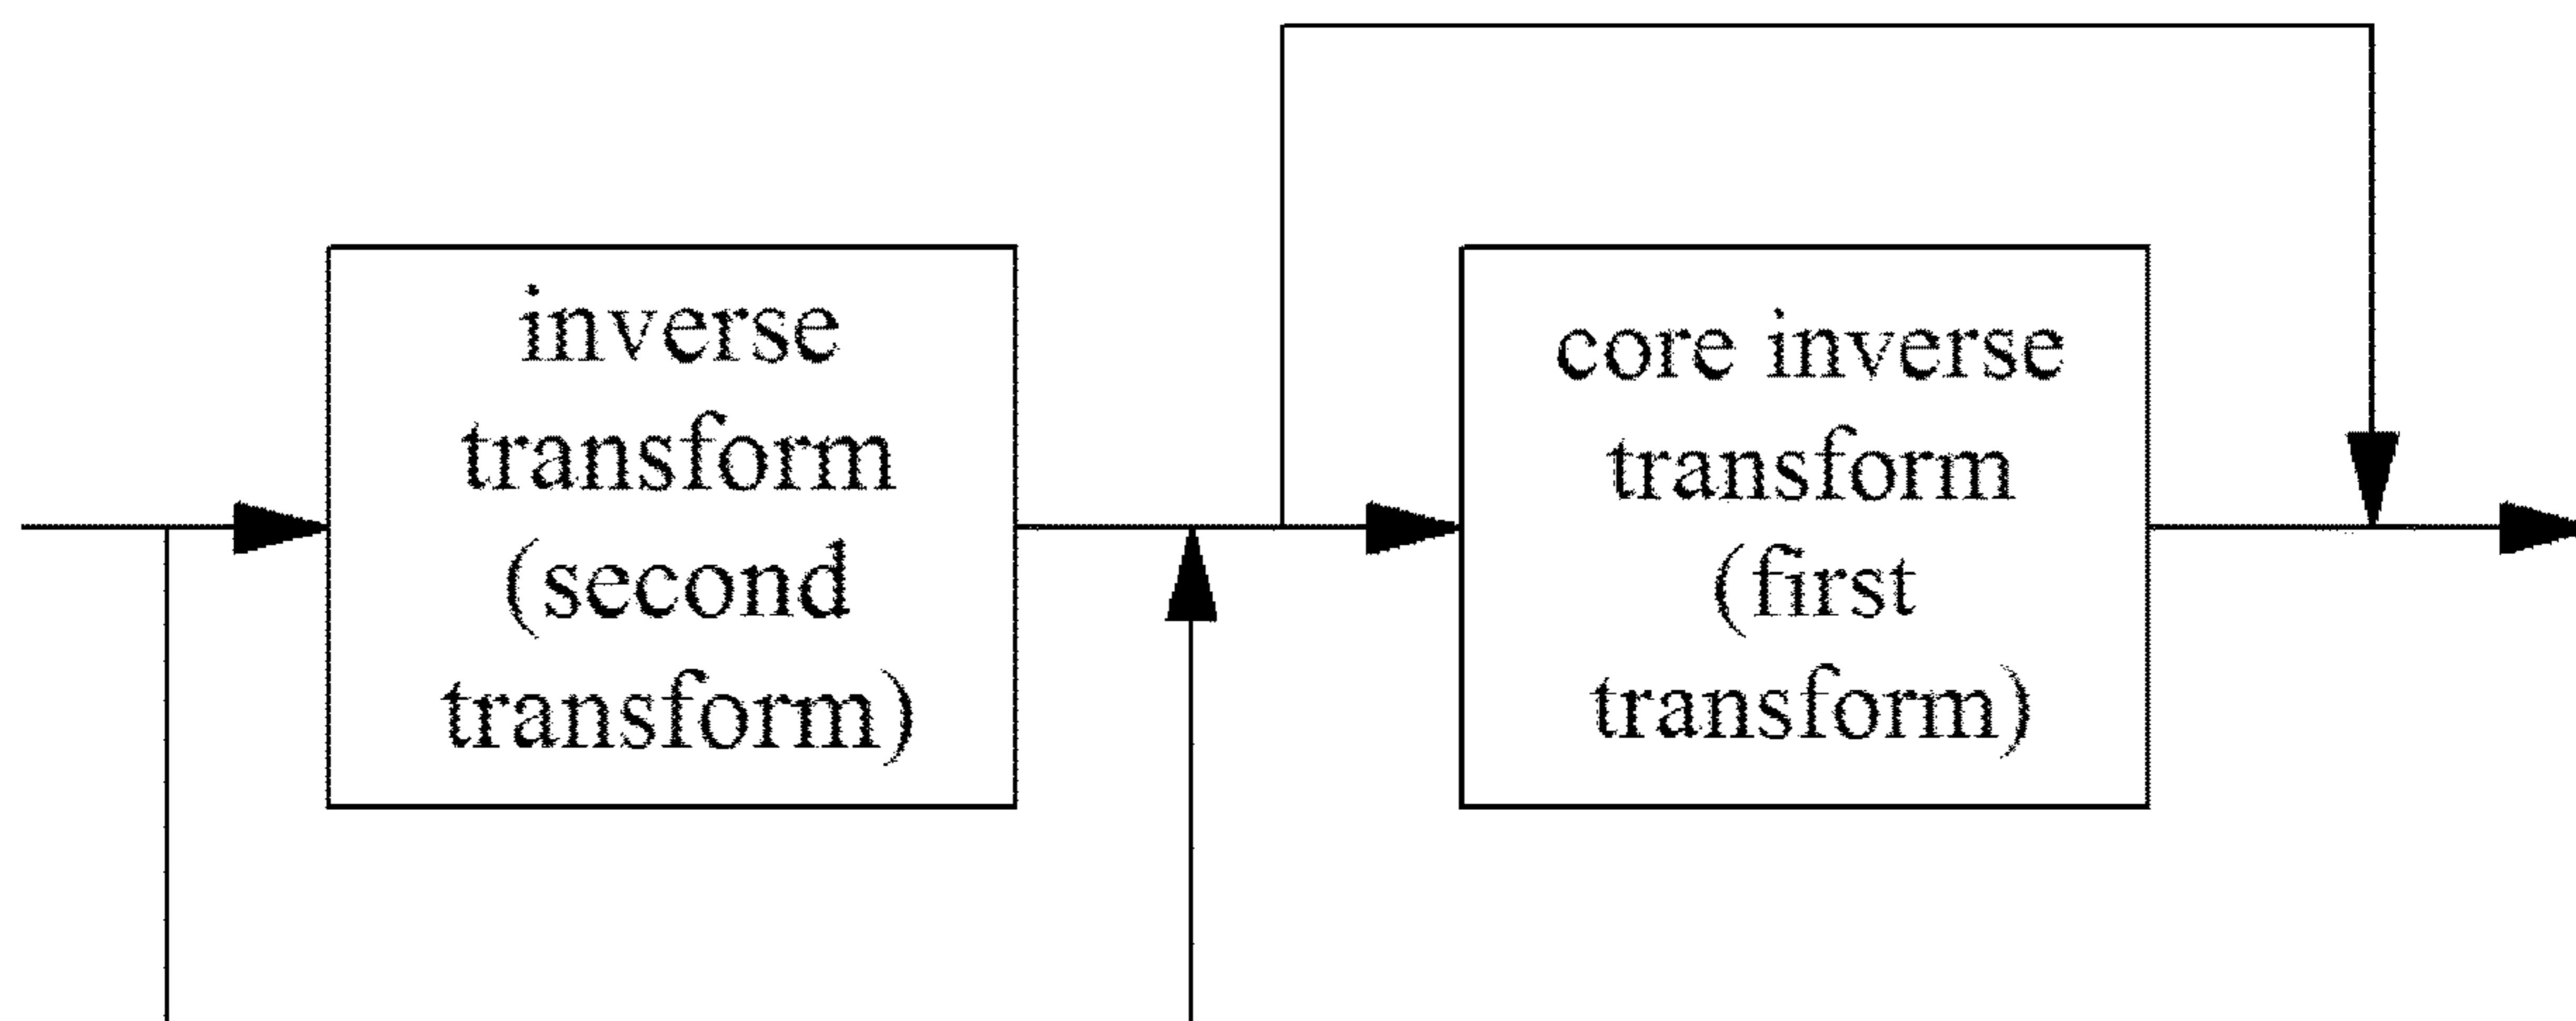 inverse
transform
(second
transform)
core inverse
transform
(first
transform)